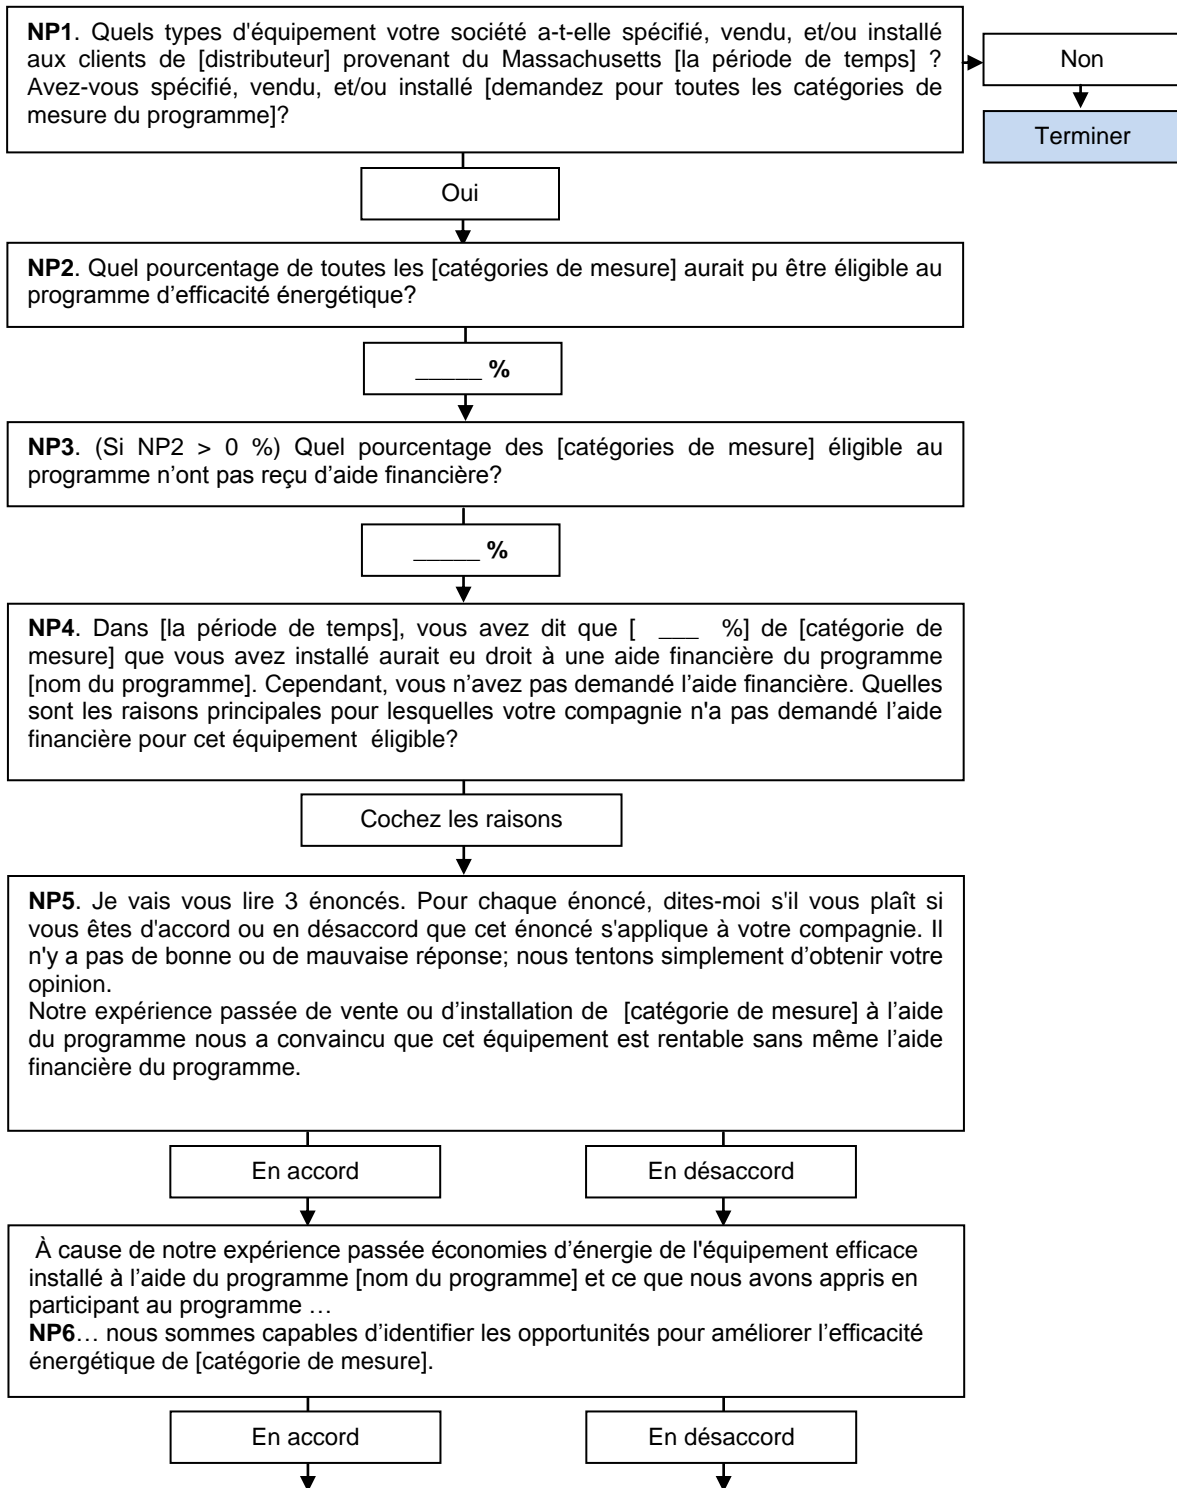 NP1. Quels types d'équipement votre société a-t-elle spécifié, vendu, et/ou installé
aux clients de [distributeur] provenant du Massachusetts [la période de temps] ?
Avez-vous spécifié, vendu, et/ou installé [demandez pour toutes les catégories de
mesure du programme]?
Non
Terminer
Oui
NP2. Quel pourcentage de toutes les [catégories de mesure] aurait pu être éligible au
programme d’efficacité énergétique?
_____ %
NP3. (Si NP2 > 0 %) Quel pourcentage des [catégories de mesure] éligible au
programme n’ont pas reçu d’aide financière?
_____ %
NP4. Dans [la période de temps], vous avez dit que [ ___ %] de [catégorie de
mesure] que vous avez installé aurait eu droit à une aide financière du programme
[nom du programme]. Cependant, vous n’avez pas demandé l’aide financière. Quelles
sont les raisons principales pour lesquelles votre compagnie n'a pas demandé l’aide
financière pour cet équipement éligible?
Cochez les raisons
NP5. Je vais vous lire 3 énoncés. Pour chaque énoncé, dites-moi s'il vous plaît si
vous êtes d'accord ou en désaccord que cet énoncé s'applique à votre compagnie. Il
n'y a pas de bonne ou de mauvaise réponse; nous tentons simplement d’obtenir votre
opinion.
Notre expérience passée de vente ou d’installation de [catégorie de mesure] à l’aide
du programme nous a convaincu que cet équipement est rentable sans même l’aide
financière du programme.
En accord
En désaccord
À cause de notre expérience passée économies d’énergie de l'équipement efficace
installé à l’aide du programme [nom du programme] et ce que nous avons appris en
participant au programme …
NP6… nous sommes capables d’identifier les opportunités pour améliorer l’efficacité
énergétique de [catégorie de mesure].
En accord
En désaccord